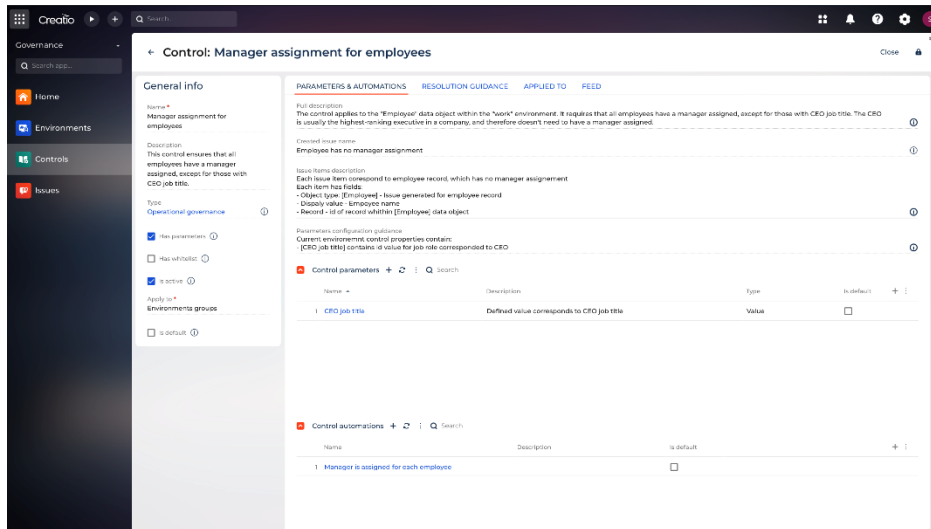 Creatio
Search
Governance
Search app...
Home
Environments
Controls
Issues
Control: Manager assignment for employees
Close
General info
Name*
Manager assignment for
employees
Description
This control ensures that all
employees have a manager
assigned, except for those with
CEO job title.
Type
Operational governance
Has parameters
Has whitelist
Is active
Apply to*
Environments groups
Is default
PARAMETERS & AUTOMATIONS RESOLUTION GUIDANCE APPLIED TO FEED
Full description
The control applies to the "Employee" data object within the "work" environment. It requires that all employees have a manager assigned, except for those with CEO job title. The CEO
is usually the highest-ranking executive in a company, and therefore doesn't need to have a manager assigned.
Created issue name
Employee has no manager assignment
Issue items description
Each issue item corespond to employee record, which has no manager assignement
Each item has fields:
- Object type: [Employee] - Issue generated for employee record
- Dispaly value - Empoyee name
- Record - id of record whithin [Employee] data object
Parameters configuration guidance
Current environemnt control properties contain:
- [CEO job title] contains id value for job role corresponded to CEO
Control parameters Search
Name Description Type Is default
1 CEO job title Defined value corresponds to CEO job title Value
Control automations Search
Name Description Is default
1 Manager is assigned for each employee